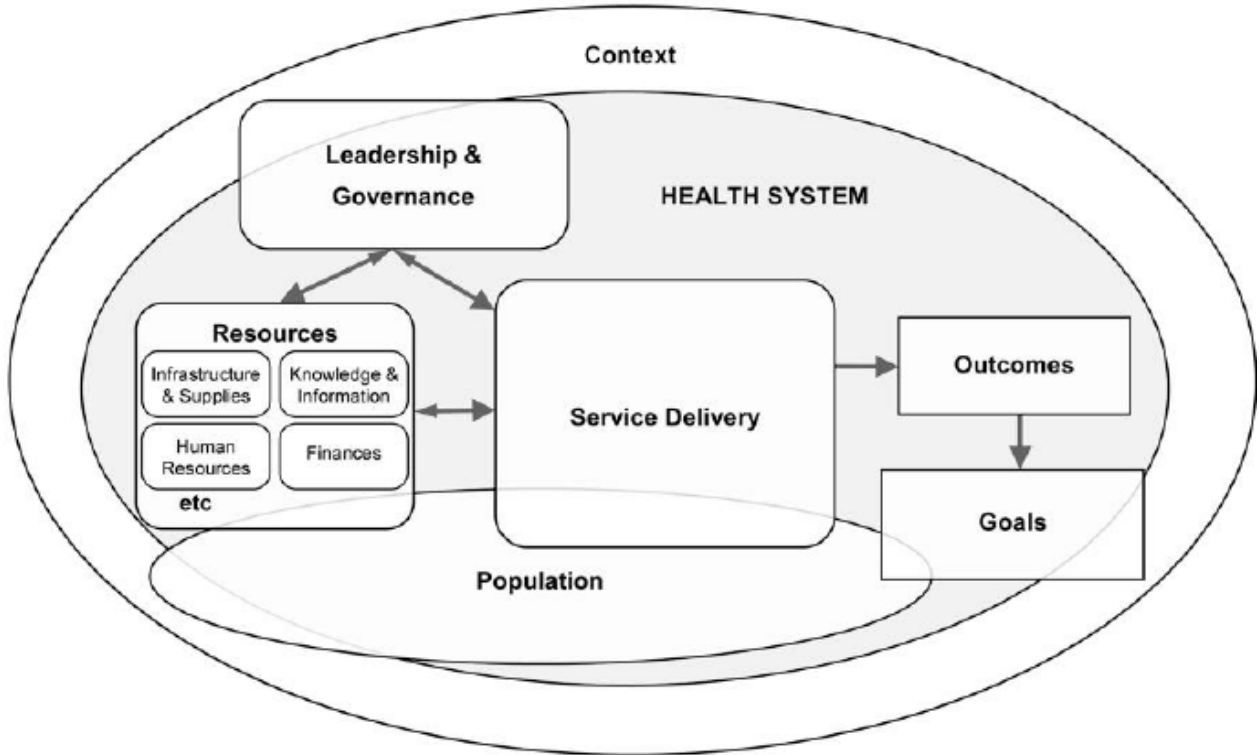 Context
Leadership &
Governance
HEALTH SYSTEM
Resources
Infrastructure
& Supplies
Knowledge &
Information
Human
Resources
Finances
etc
Service Delivery
Outcomes
Goals
Population